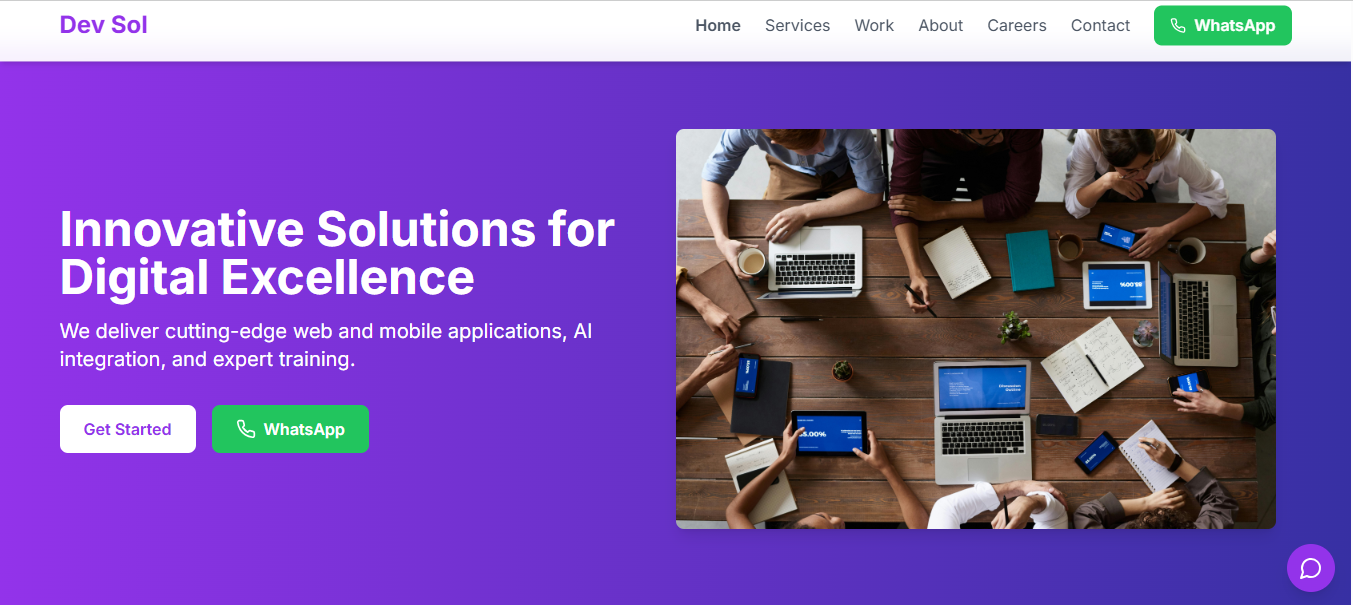 Dev Sol
Home Services Work About Careers Contact WhatsApp
Innovative Solutions for
Digital Excellence
We deliver cutting-edge web and mobile applications, AI
integration, and expert training.
Get Started WhatsApp